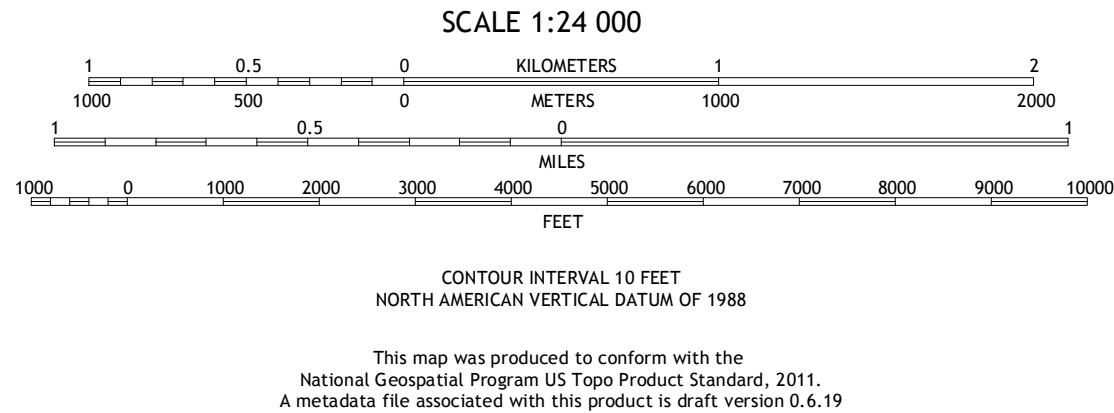 SCALE 1:24 000
1 0.5 0 KILOMETERS 1 2
1000 500 0 METERS 1000 2000
1 0.5 0 1
MILES
1000 0 1000 2000 3000 4000 5000 6000 7000 8000 9000 10000
FEET
CONTOUR INTERVAL 10 FEET
NORTH AMERICAN VERTICAL DATUM OF 1988
This map was produced to conform with the
National Geospatial Program US Topo Product Standard, 2011.
A metadata file associated with this product is draft version 0.6.19